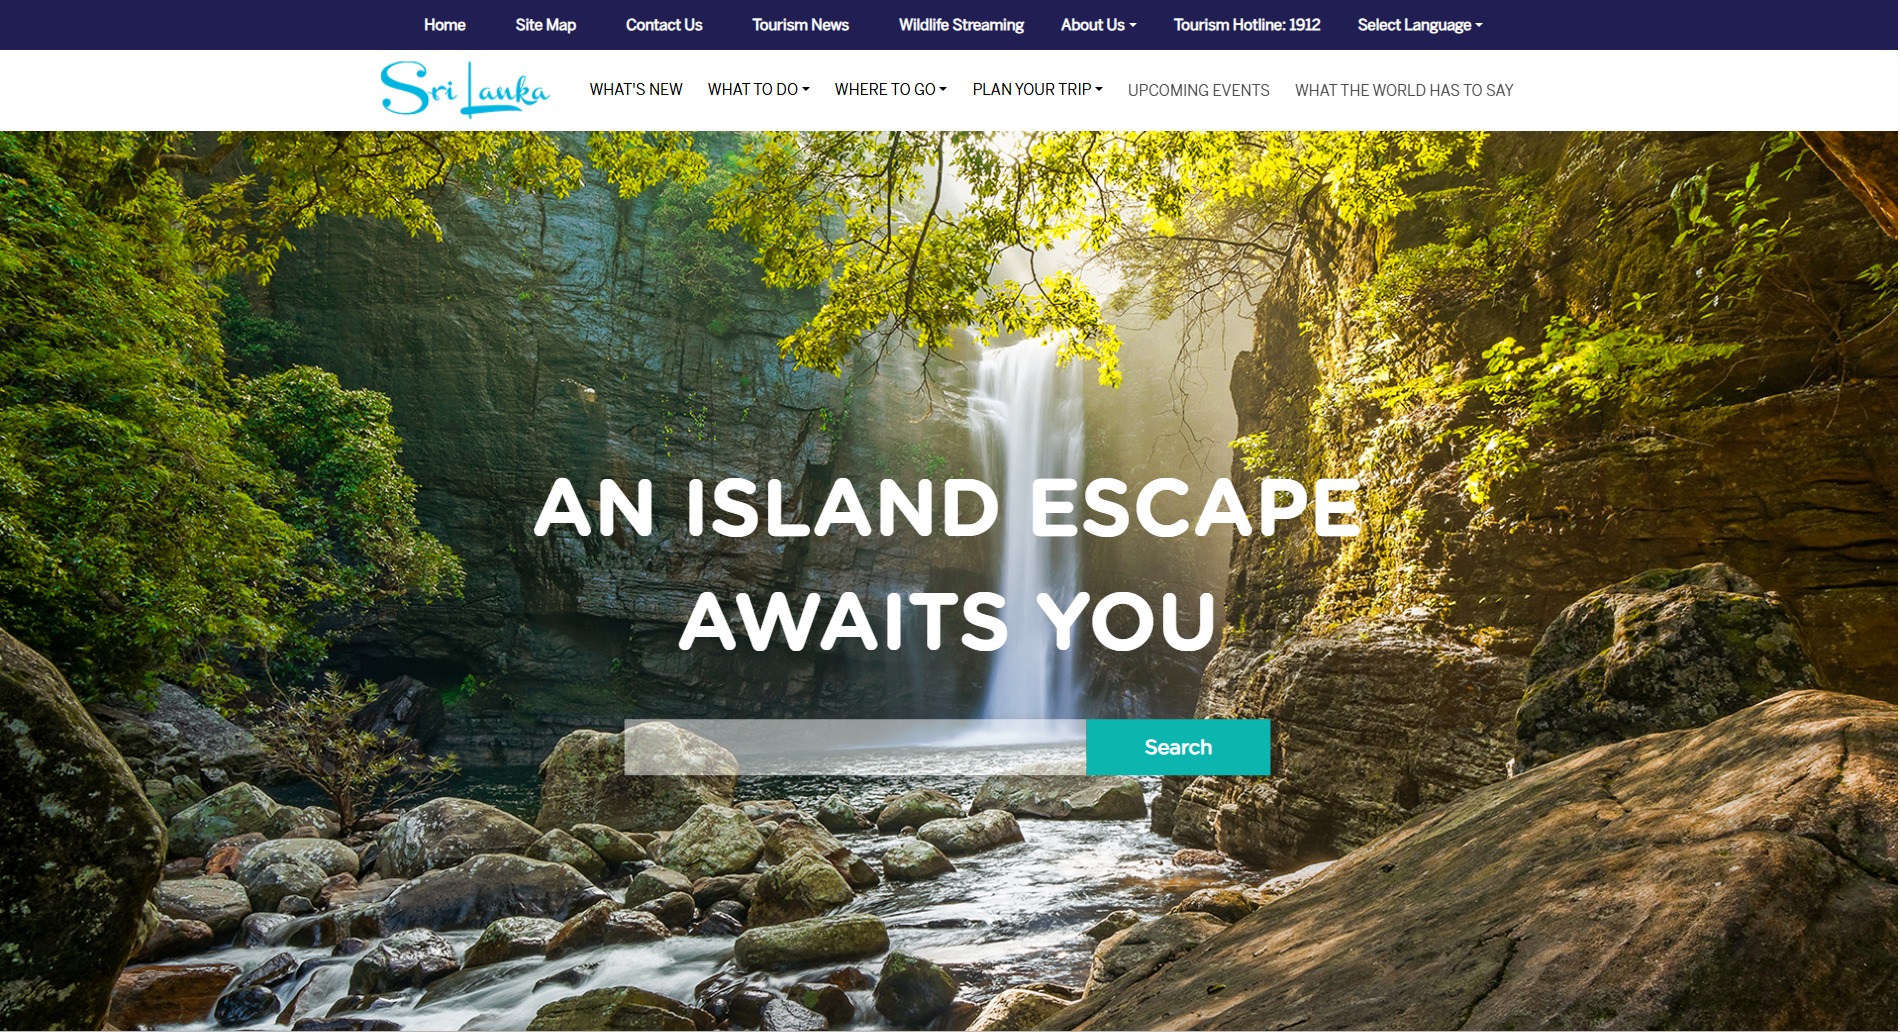 Home Site Map Contact Us Tourism News Wildlife Streaming About Us Tourism Hotline: 1912 Select Language
Sri Lanka
WHAT'S NEW WHAT TO DO WHERE TO GO PLAN YOUR TRIP UPCOMING EVENTS WHAT THE WORLD HAS TO SAY
AN ISLAND ESCAPE
AWAITS YOU
Search